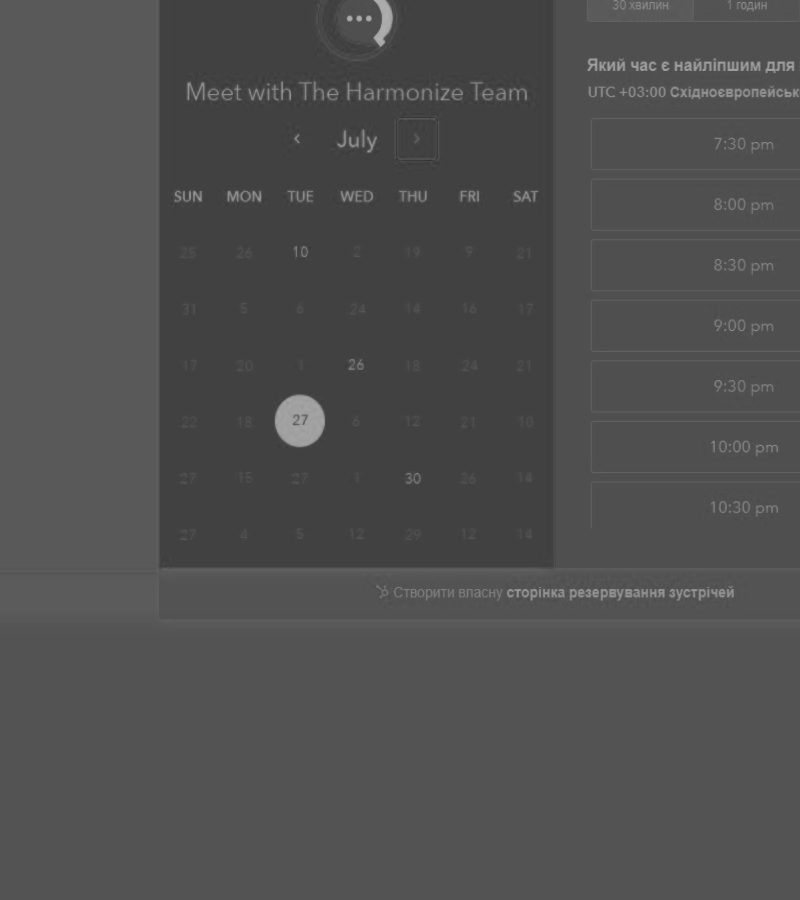 30 хвилин 1 годин
Meet with The Harmonize Team
‹ July ›
SUN MON TUE WED THU FRI SAT
25 26 10 2 19 9 21
31 5 6 24 14 16 17
17 20 1 26 18 24 21
22 18 27 6 12 21 10
27 15 27 1 30 26 14
27 4 5 12 29 12 14
Який час є найліпшим для
UTC +03:00 Східноєвропейськ
7:30 pm
8:00 pm
8:30 pm
9:00 pm
9:30 pm
10:00 pm
10:30 pm
Створити власну сторінка резервування зустрічей